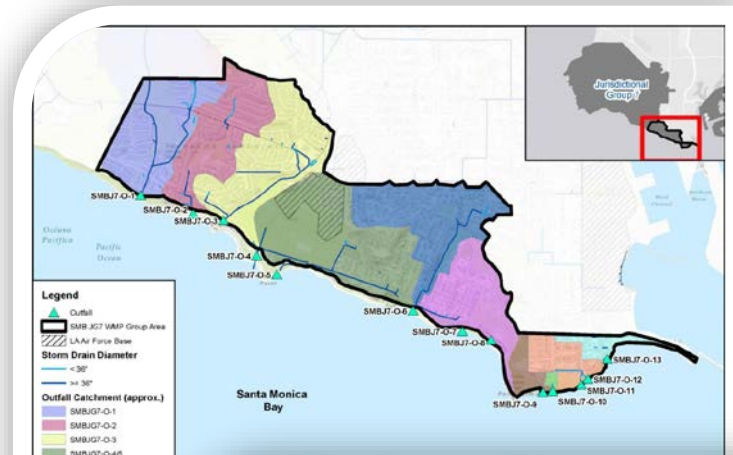 Jurisdictional
Group 7
SMBJ7-O-1
SMBJ7-O-2
SMBJ7-O-3
SMBJ7-O-4
SMBJ7-O-5
SMBJ7-O-6
SMBJ7-O-7
SMBJ7-O-8
SMBJ7-O-13
SMBJ7-O-12
SMBJ7-O-11
SMBJ7-O-9
SMBJ7-O-10
Pacific
Ocean
Santa Monica
Bay
Legend
Outfall
SMB JG7 WMP Group Area
LA Air Force Base
Storm Drain Diameter
< 36"
>= 36"
Outfall Catchment (approx.)
SMBJG7-O-1
SMBJG7-O-2
SMBJG7-O-3
SMBJG7-O-4/5